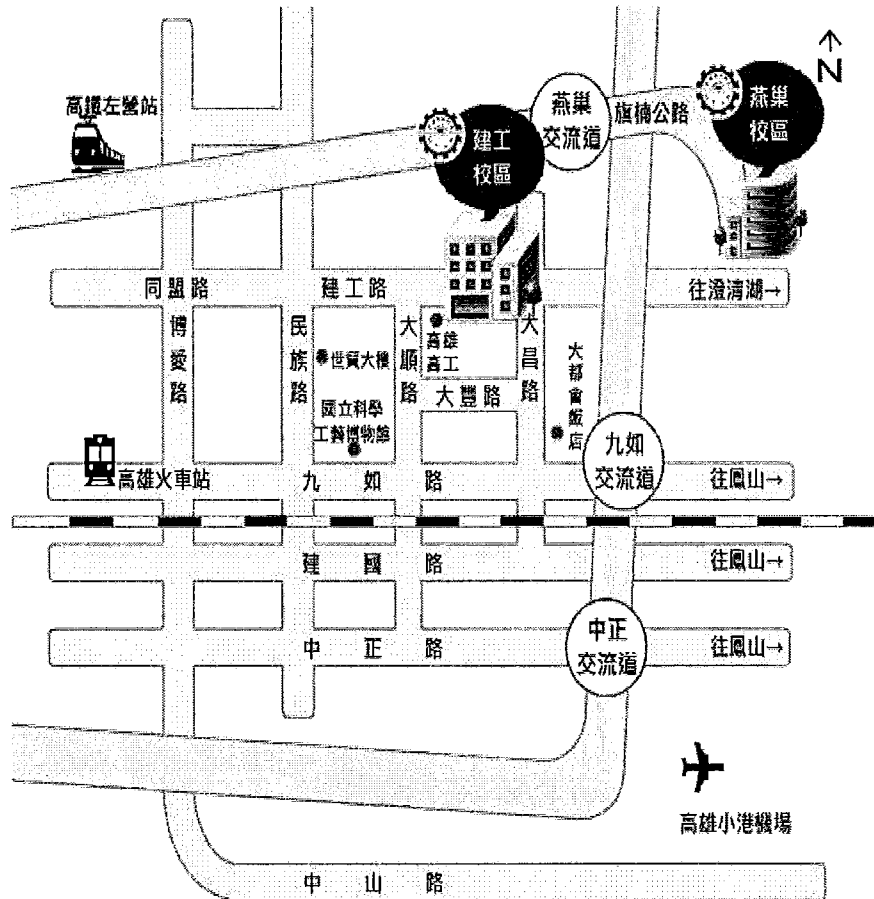 N
高鐵左營站
建工
校區
燕巢
交流道
旗楠公路
燕巢
校區
同盟路
建工路
往澄清湖→
博愛路
民族路
世貿大樓
國立科學
工藝博物館
大順路
高雄
高工
大豐路
大昌路
大都會飯店
九如
交流道
高雄火車站
九如路
往鳳山→
建國路
往鳳山→
中正
交流道
中正路
往鳳山→
高雄小港機場
中山路